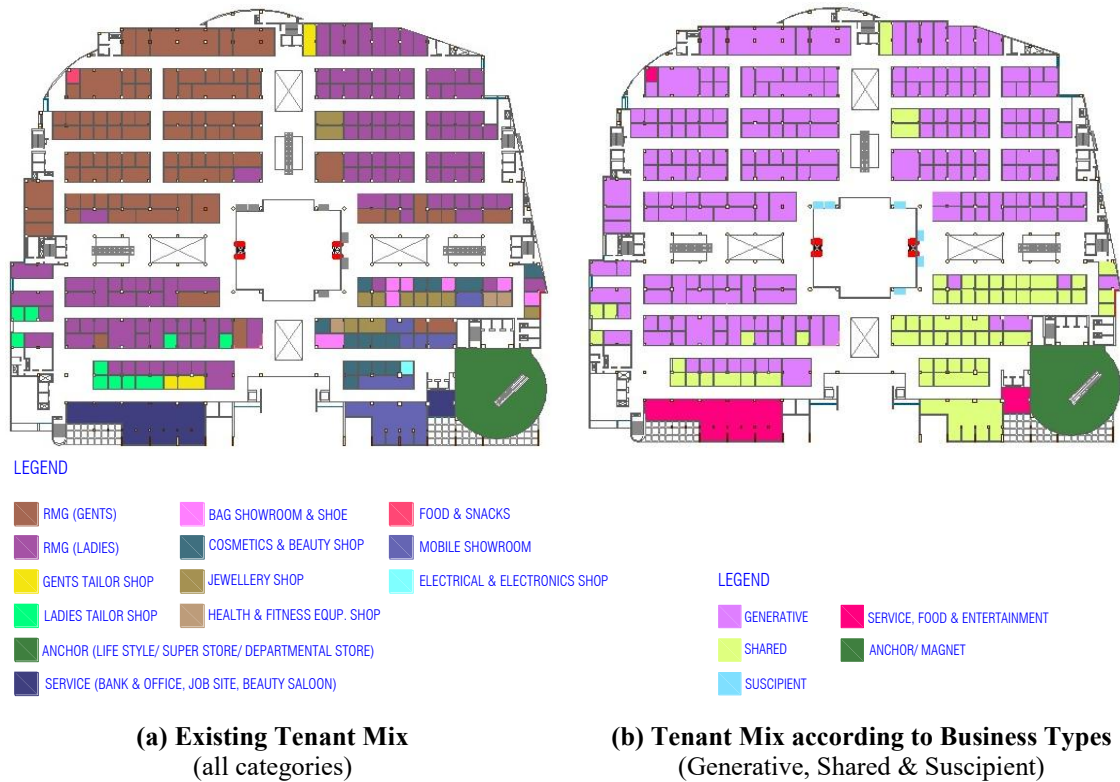 LEGEND
RMG (GENTS)
BAG SHOWROOM & SHOE
FOOD & SNACKS
RMG (LADIES)
COSMETICS & BEAUTY SHOP
MOBILE SHOWROOM
GENTS TAILOR SHOP
JEWELLERY SHOP
ELECTRICAL & ELECTRONICS SHOP
LADIES TAILOR SHOP
HEALTH & FITNESS EQUP. SHOP
ANCHOR (LIFE STYLE/ SUPER STORE/ DEPARTMENTAL STORE)
SERVICE (BANK & OFFICE, JOB SITE, BEAUTY SALOON)
(a) Existing Tenant Mix
(all categories)
LEGEND
GENERATIVE
SERVICE, FOOD & ENTERTAINMENT
SHARED
ANCHOR/ MAGNET
SUSCIPIENT
(b) Tenant Mix according to Business Types
(Generative, Shared & Suscipient)